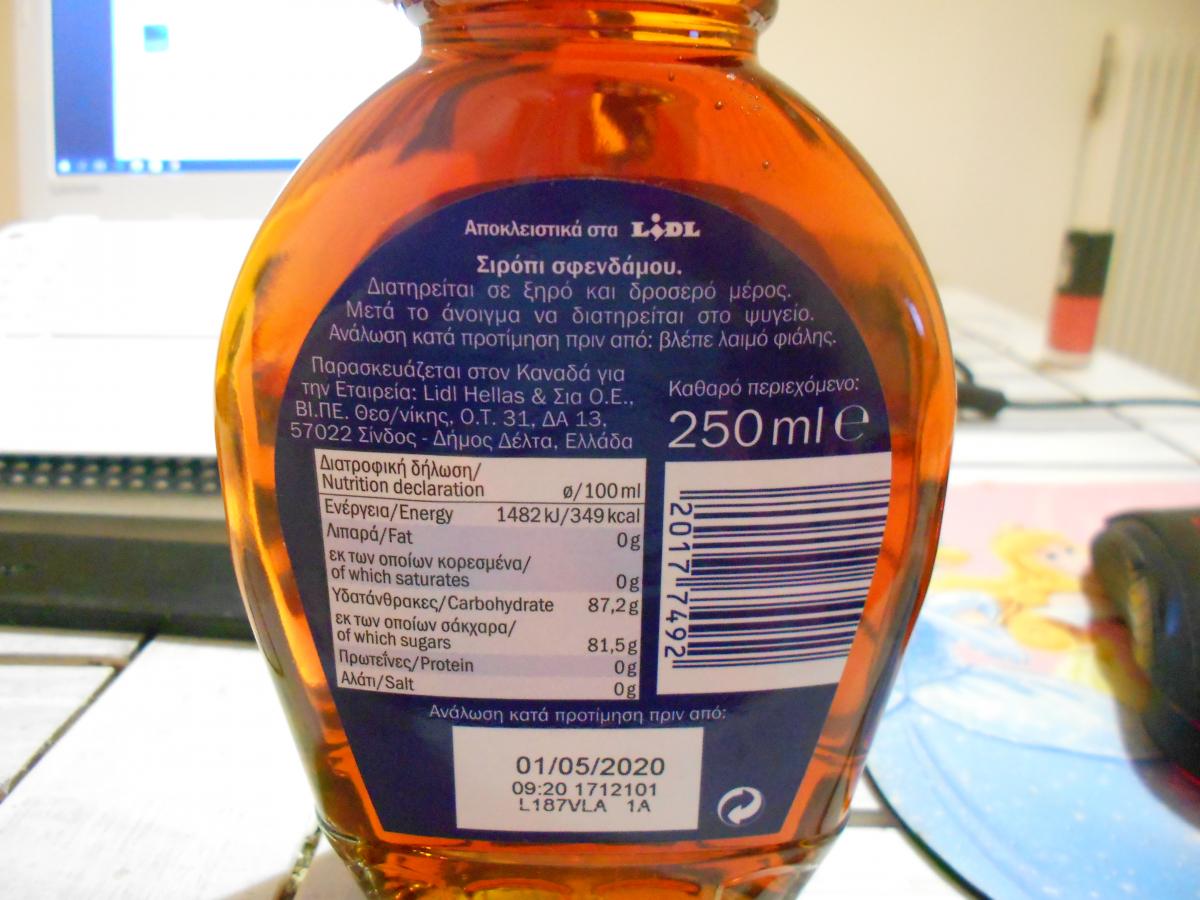 Αποκλειστικά στα LIDL
Σιρόπι σφενδάμου.
Διατηρείται σε ξηρό και δροσερό μέρος.
Μετά το άνοιγμα να διατηρείται στο ψυγείο.
Ανάλωση κατά προτίμηση πριν από: βλέπε λαιμό φιάλης.
Παρασκευάζεται στον Καναδά για
την Εταιρεία: Lidl Hellas & Σια Ο.Ε.,
ΒΙ.ΠΕ. Θεσ/νίκης, Ο.Τ. 31, ΔΑ 13,
57022 Σίνδος - Δήμος Δέλτα, Ελλάδα
Καθαρό περιεχόμενο:
250 ml ℮
Διατροφική δήλωση/
Nutrition declaration ø/100 ml
Ενέργεια/Energy 1482 kJ/349 kcal
Λιπαρά/Fat 0 g
εκ των οποίων κορεσμένα/
of which saturates 0 g
Υδατάνθρακες/Carbohydrate 87,2 g
εκ των οποίων σάκχαρα/
of which sugars 81,5 g
Πρωτεΐνες/Protein 0 g
Αλάτι/Salt 0 g
20177492
Ανάλωση κατά προτίμηση πριν από:
01/05/2020
09:20 1712101
L187VLA 1A